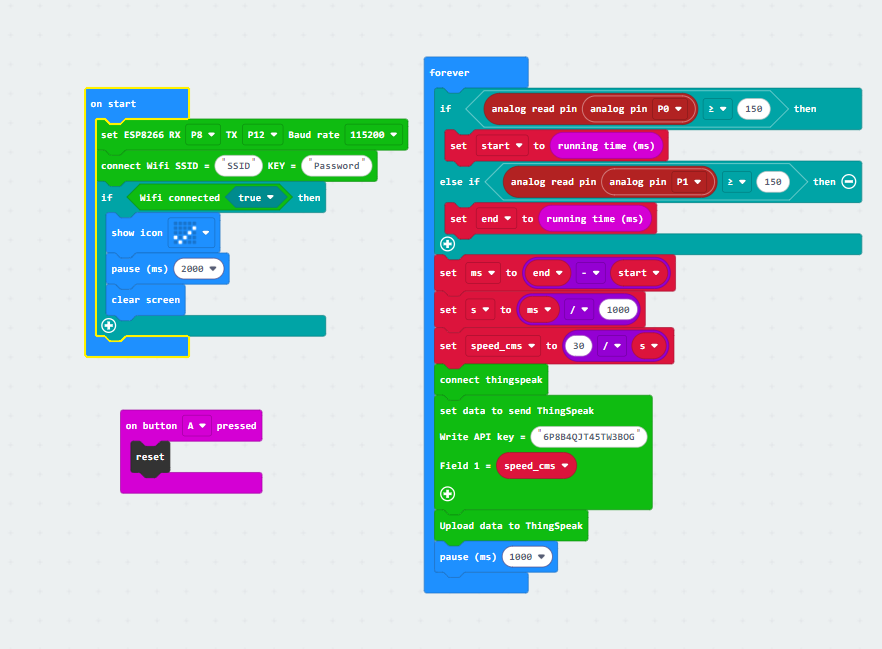 on start
set ESP8266 RX P8 TX P12 Baud rate 115200
connect Wifi SSID = "SSID" KEY = "Password"
if Wifi connected true then
show icon
pause (ms) 2000
clear screen
on button A pressed
reset
forever
if analog read pin analog pin P0 ≥ 150 then
set start to running time (ms)
else if analog read pin analog pin P1 ≥ 150 then
set end to running time (ms)
set ms to end - start
set s to ms / 1000
set speed_cms to 30 / s
connect thingspeak
set data to send ThingSpeak
Write API key = "6P8B4QJT45TW3BOG"
Field 1 = speed_cms
Upload data to ThingSpeak
pause (ms) 1000